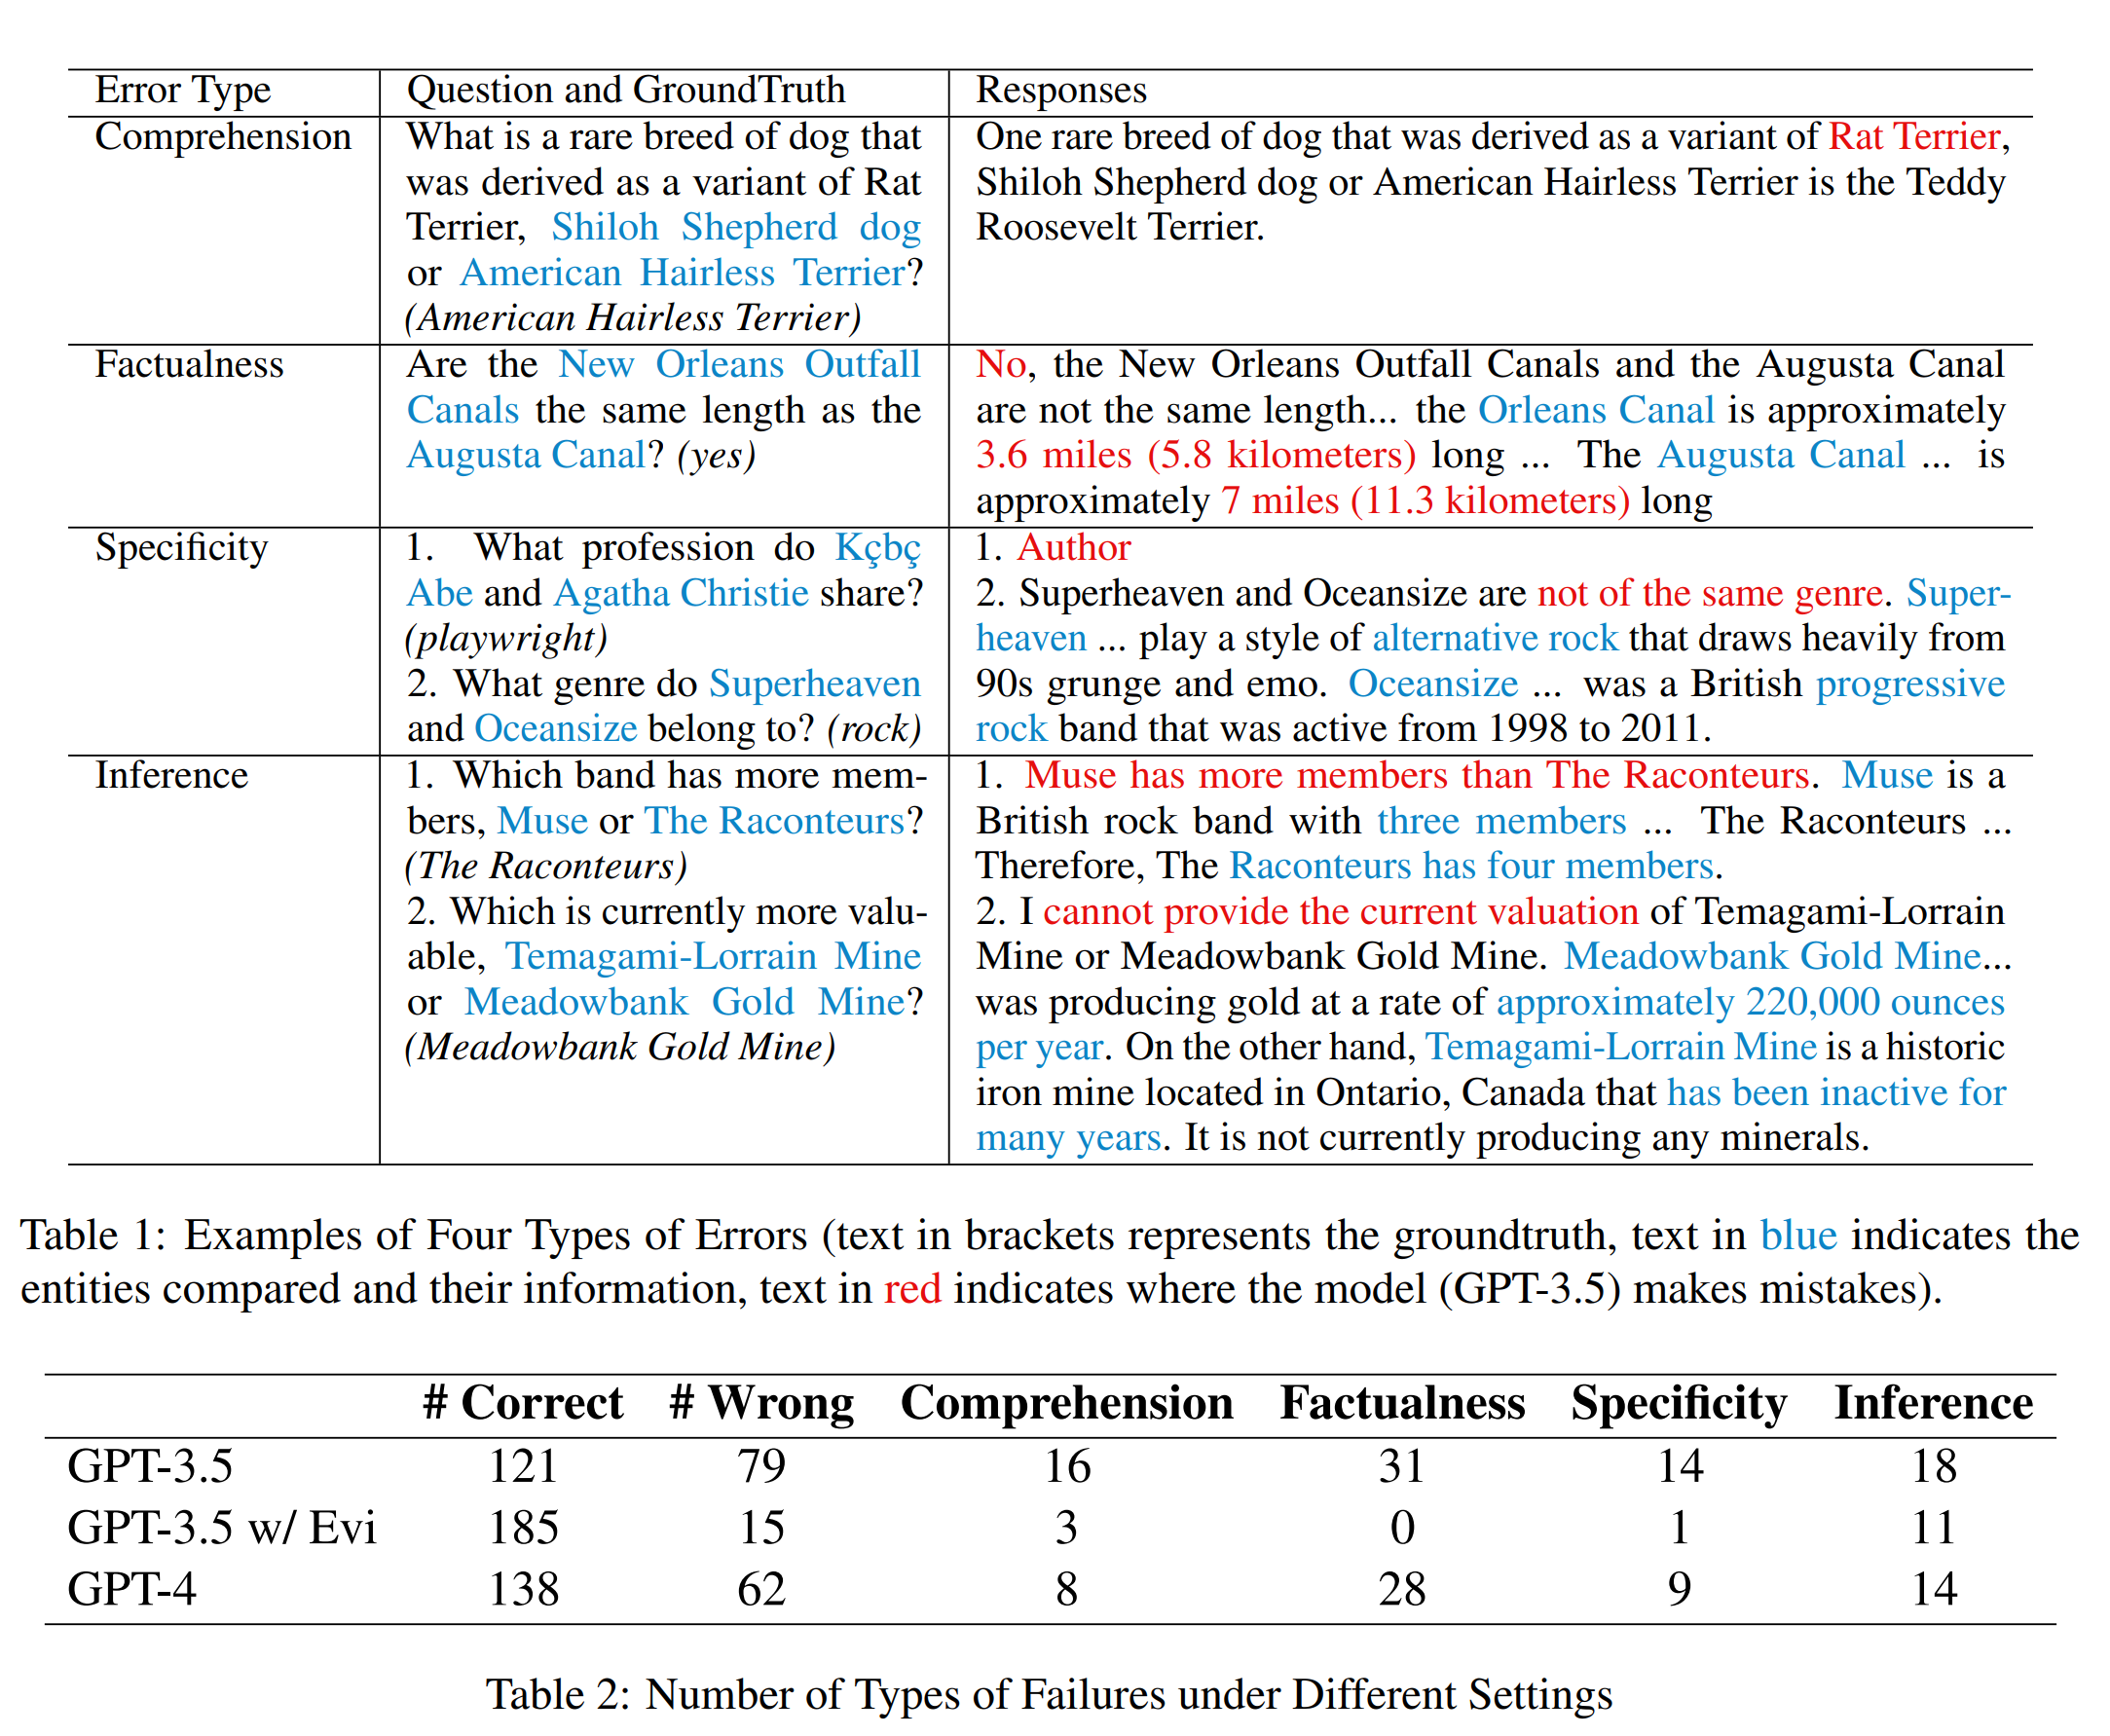 Error Type
Question and GroundTruth
Responses
Comprehension
What is a rare breed of dog that
was derived as a variant of Rat
Terrier, Shiloh Shepherd dog
or American Hairless Terrier?
(American Hairless Terrier)
One rare breed of dog that was derived as a variant of Rat Terrier,
Shiloh Shepherd dog or American Hairless Terrier is the Teddy
Roosevelt Terrier.
Factualness
Are the New Orleans Outfall
Canals the same length as the
Augusta Canal? (yes)
No, the New Orleans Outfall Canals and the Augusta Canal
are not the same length... the Orleans Canal is approximately
3.6 miles (5.8 kilometers) long ... The Augusta Canal ... is
approximately 7 miles (11.3 kilometers) long
Specificity
1. What profession do Kçbç
Abe and Agatha Christie share?
(playwright)
2. What genre do Superheaven
and Oceansize belong to? (rock)
1. Author
2. Superheaven and Oceansize are not of the same genre. Super-
heaven ... play a style of alternative rock that draws heavily from
90s grunge and emo. Oceansize ... was a British progressive
rock band that was active from 1998 to 2011.
Inference
1. Which band has more mem-
bers, Muse or The Raconteurs?
(The Raconteurs)
2. Which is currently more valu-
able, Temagami-Lorrain Mine
or Meadowbank Gold Mine?
(Meadowbank Gold Mine)
1. Muse has more members than The Raconteurs. Muse is a
British rock band with three members ... The Raconteurs ...
Therefore, The Raconteurs has four members.
2. I cannot provide the current valuation of Temagami-Lorrain
Mine or Meadowbank Gold Mine. Meadowbank Gold Mine...
was producing gold at a rate of approximately 220,000 ounces
per year. On the other hand, Temagami-Lorrain Mine is a historic
iron mine located in Ontario, Canada that has been inactive for
many years. It is not currently producing any minerals.
Table 1: Examples of Four Types of Errors (text in brackets represents the groundtruth, text in blue indicates the
entities compared and their information, text in red indicates where the model (GPT-3.5) makes mistakes).
# Correct # Wrong Comprehension Factualness Specificity Inference
GPT-3.5 121 79 16 31 14 18
GPT-3.5 w/ Evi 185 15 3 0 1 11
GPT-4 138 62 8 28 9 14
Table 2: Number of Types of Failures under Different Settings